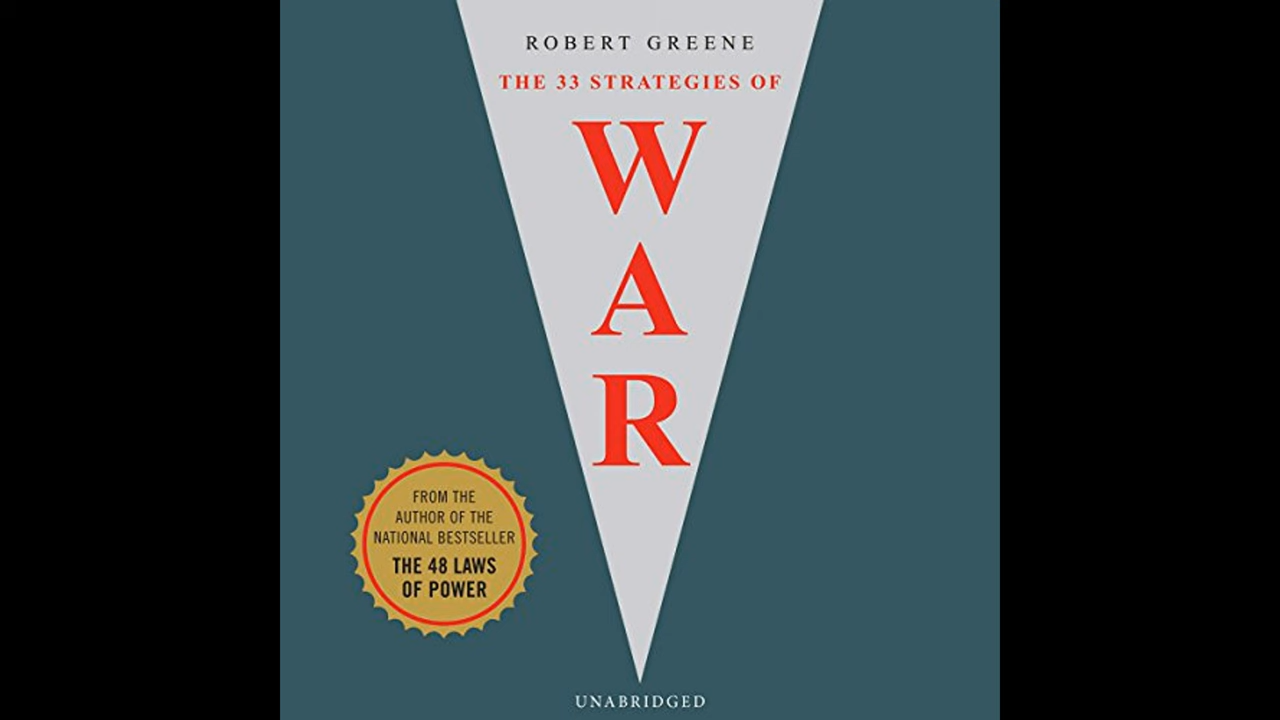 ROBERT GREENE
THE 33 STRATEGIES OF
WAR
FROM THE
AUTHOR OF THE
NATIONAL BESTSELLER
THE 48 LAWS
OF POWER
UNABRIDGED